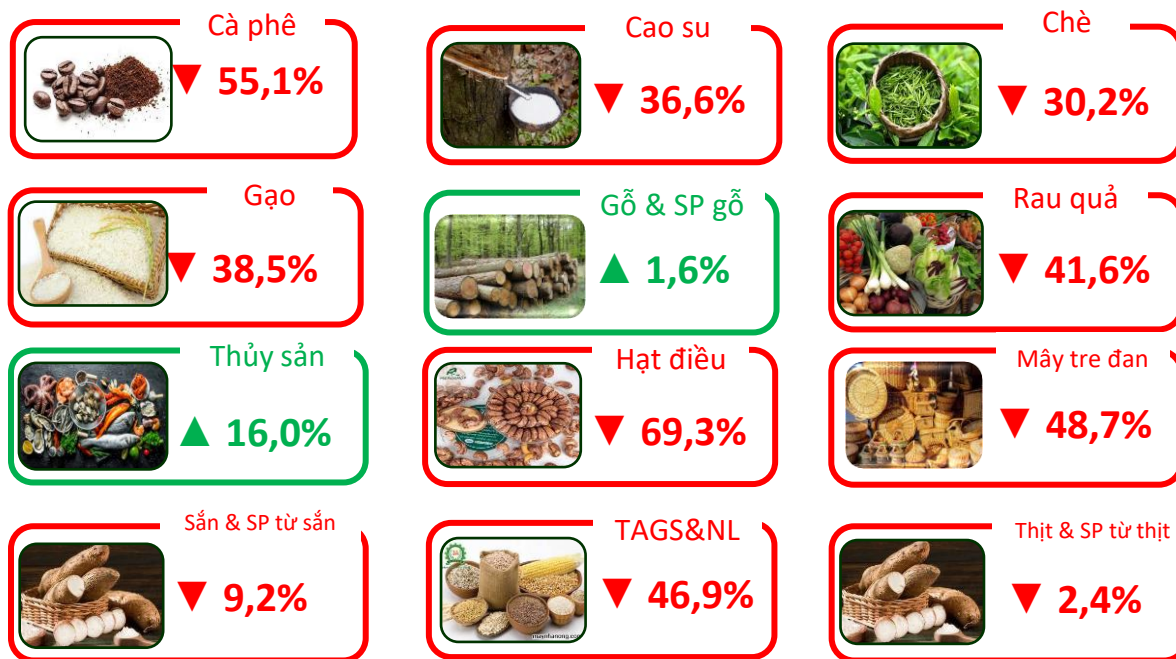 Cà phê
▼ 55,1%
Cao su
▼ 36,6%
Chè
▼ 30,2%
Gạo
▼ 38,5%
Gỗ & SP gỗ
▲ 1,6%
Rau quả
▼ 41,6%
Thủy sản
▲ 16,0%
Hạt điều
▼ 69,3%
Mây tre đan
▼ 48,7%
Sắn & SP từ sắn
▼ 9,2%
TAGS&NL
▼ 46,9%
Thịt & SP từ thịt
▼ 2,4%